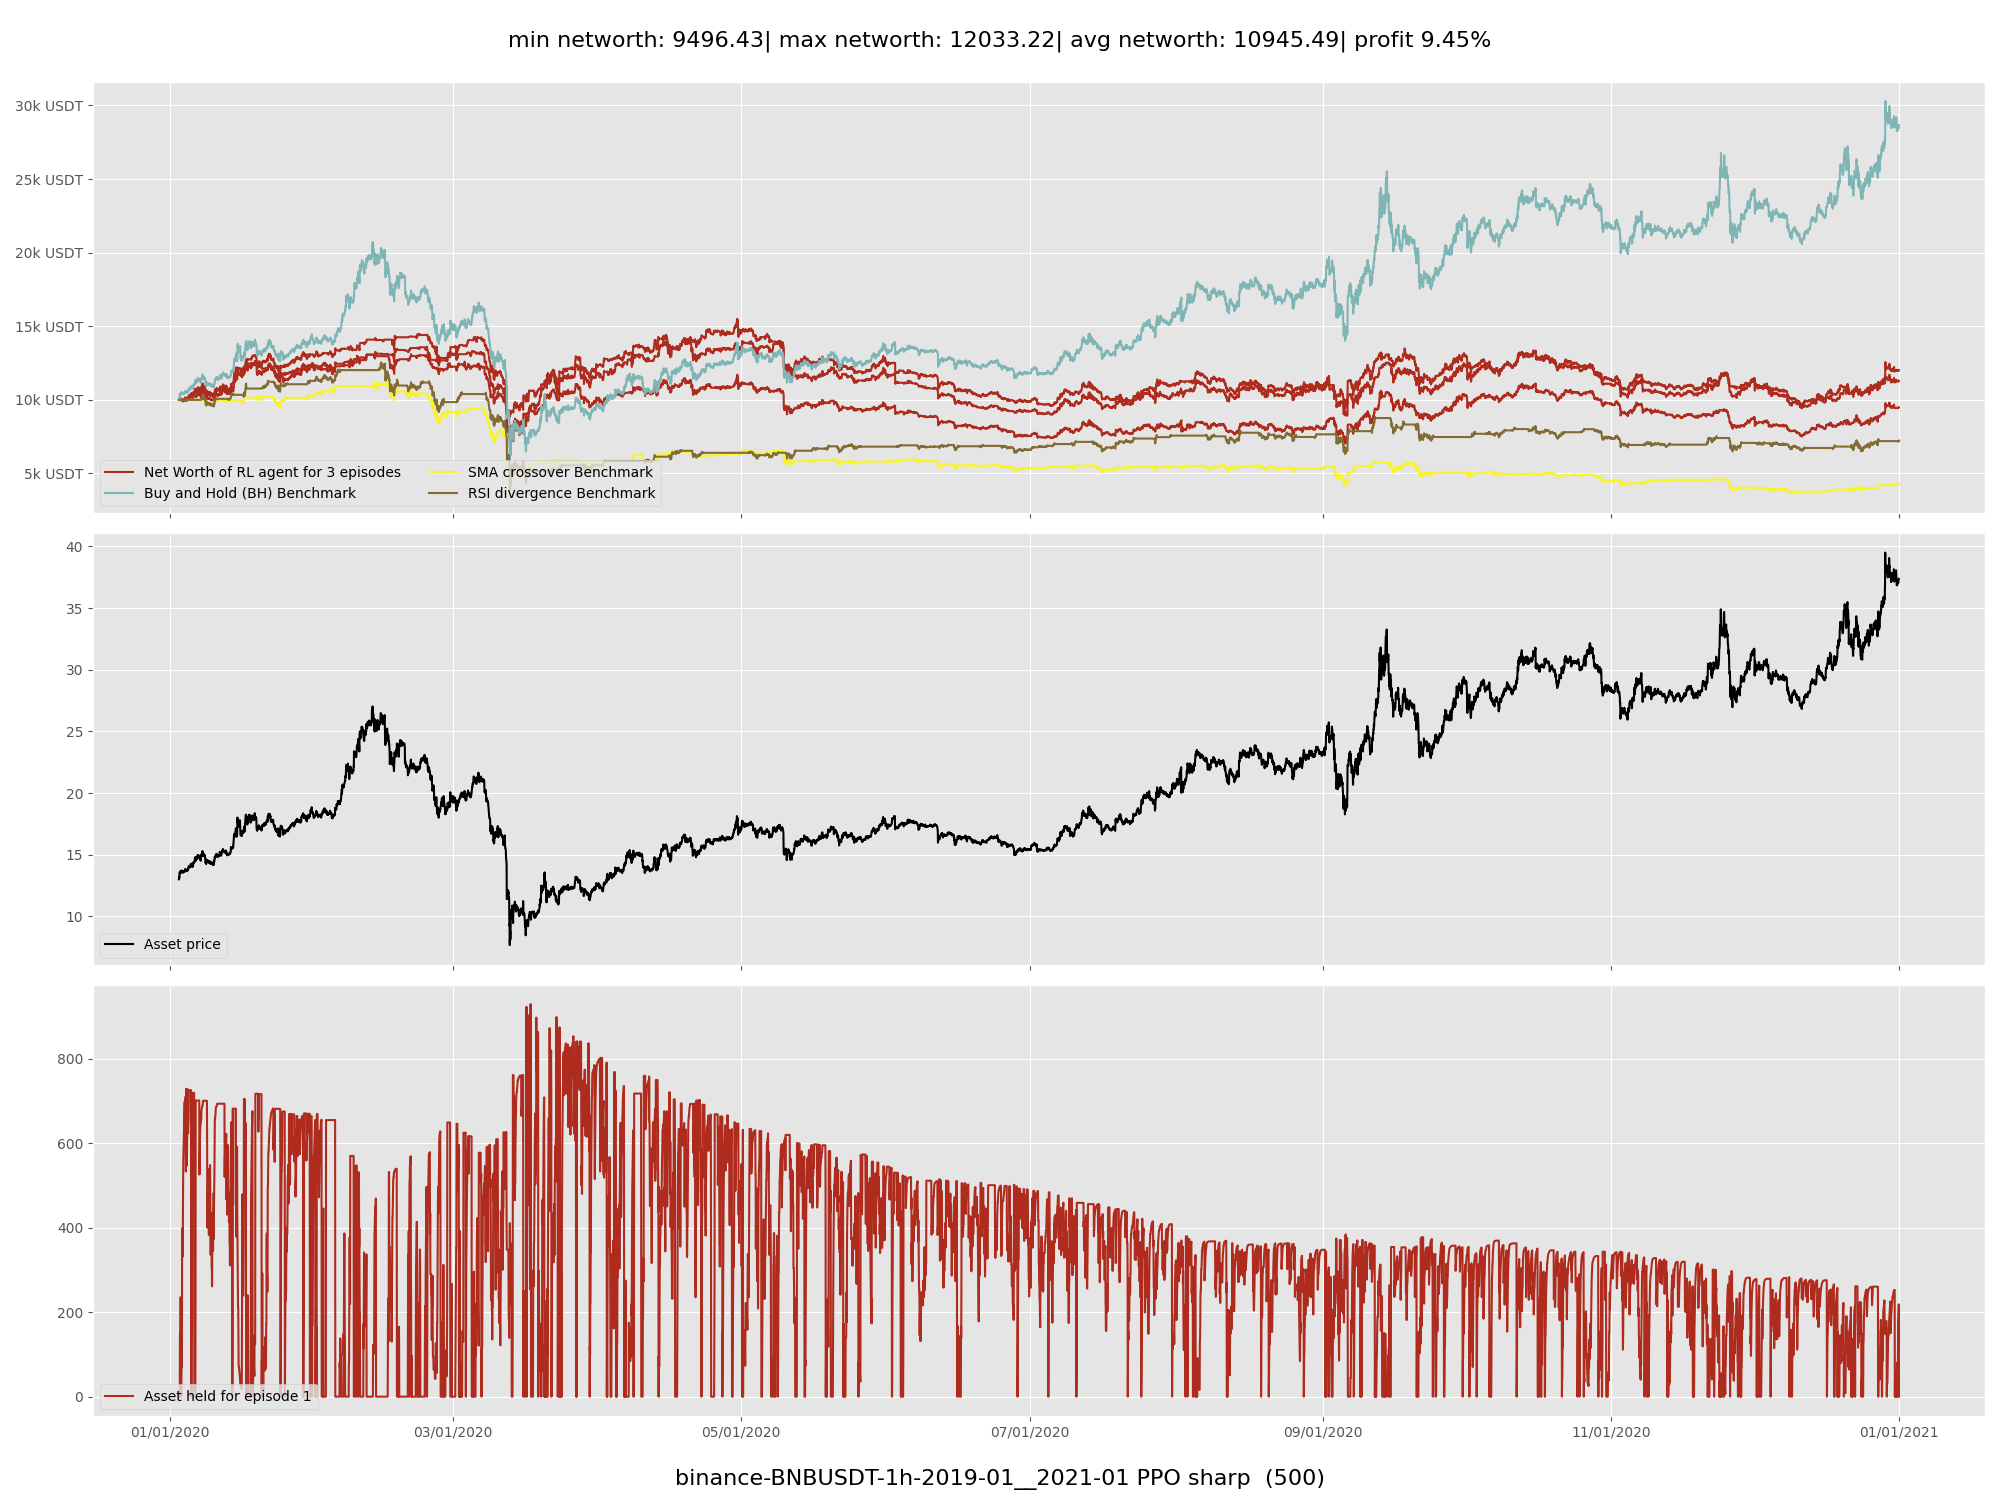 min networth: 9496.43| max networth: 12033.22| avg networth: 10945.49| profit 9.45%
30k USDT
25k USDT
20k USDT
15k USDT
10k USDT
5k USDT
Net Worth of RL agent for 3 episodes
Buy and Hold (BH) Benchmark
SMA Crossover Benchmark
RSI divergence Benchmark
40
35
30
25
20
15
10
Asset price
800
600
400
200
0
Asset held for episode 1
01/01/2020 03/01/2020 05/01/2020 07/01/2020 09/01/2020 11/01/2020 01/01/2021
binance-BNBUSDT-1h-2019-01__2021-01 PPO sharp (500)